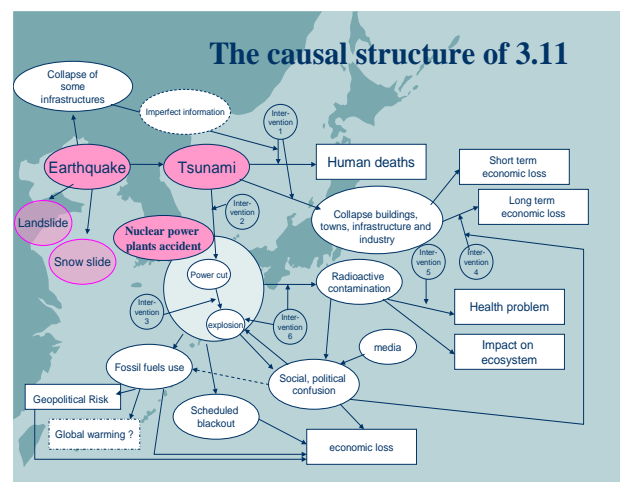 The causal structure of 3.11
Collapse of
some
infrastructures
Imperfect information
Inter-
vention
1
Earthquake
Tsunami
Human deaths
Short term
economic loss
Long term
economic loss
Landslide
Inter-
vention
2
Collapse buildings,
towns, infrastructure and
industry
Nuclear power
plants accident
Snow slide
Inter-
vention
5
Inter-
vention
4
Power cut
Radioactive
contamination
Inter-
vention
3
Inter-
vention
6
Health problem
explosion
media
Impact on
ecosystem
Fossil fuels use
Social, political
confusion
Geopolitical Risk
Scheduled
blackout
Global warming ?
economic loss